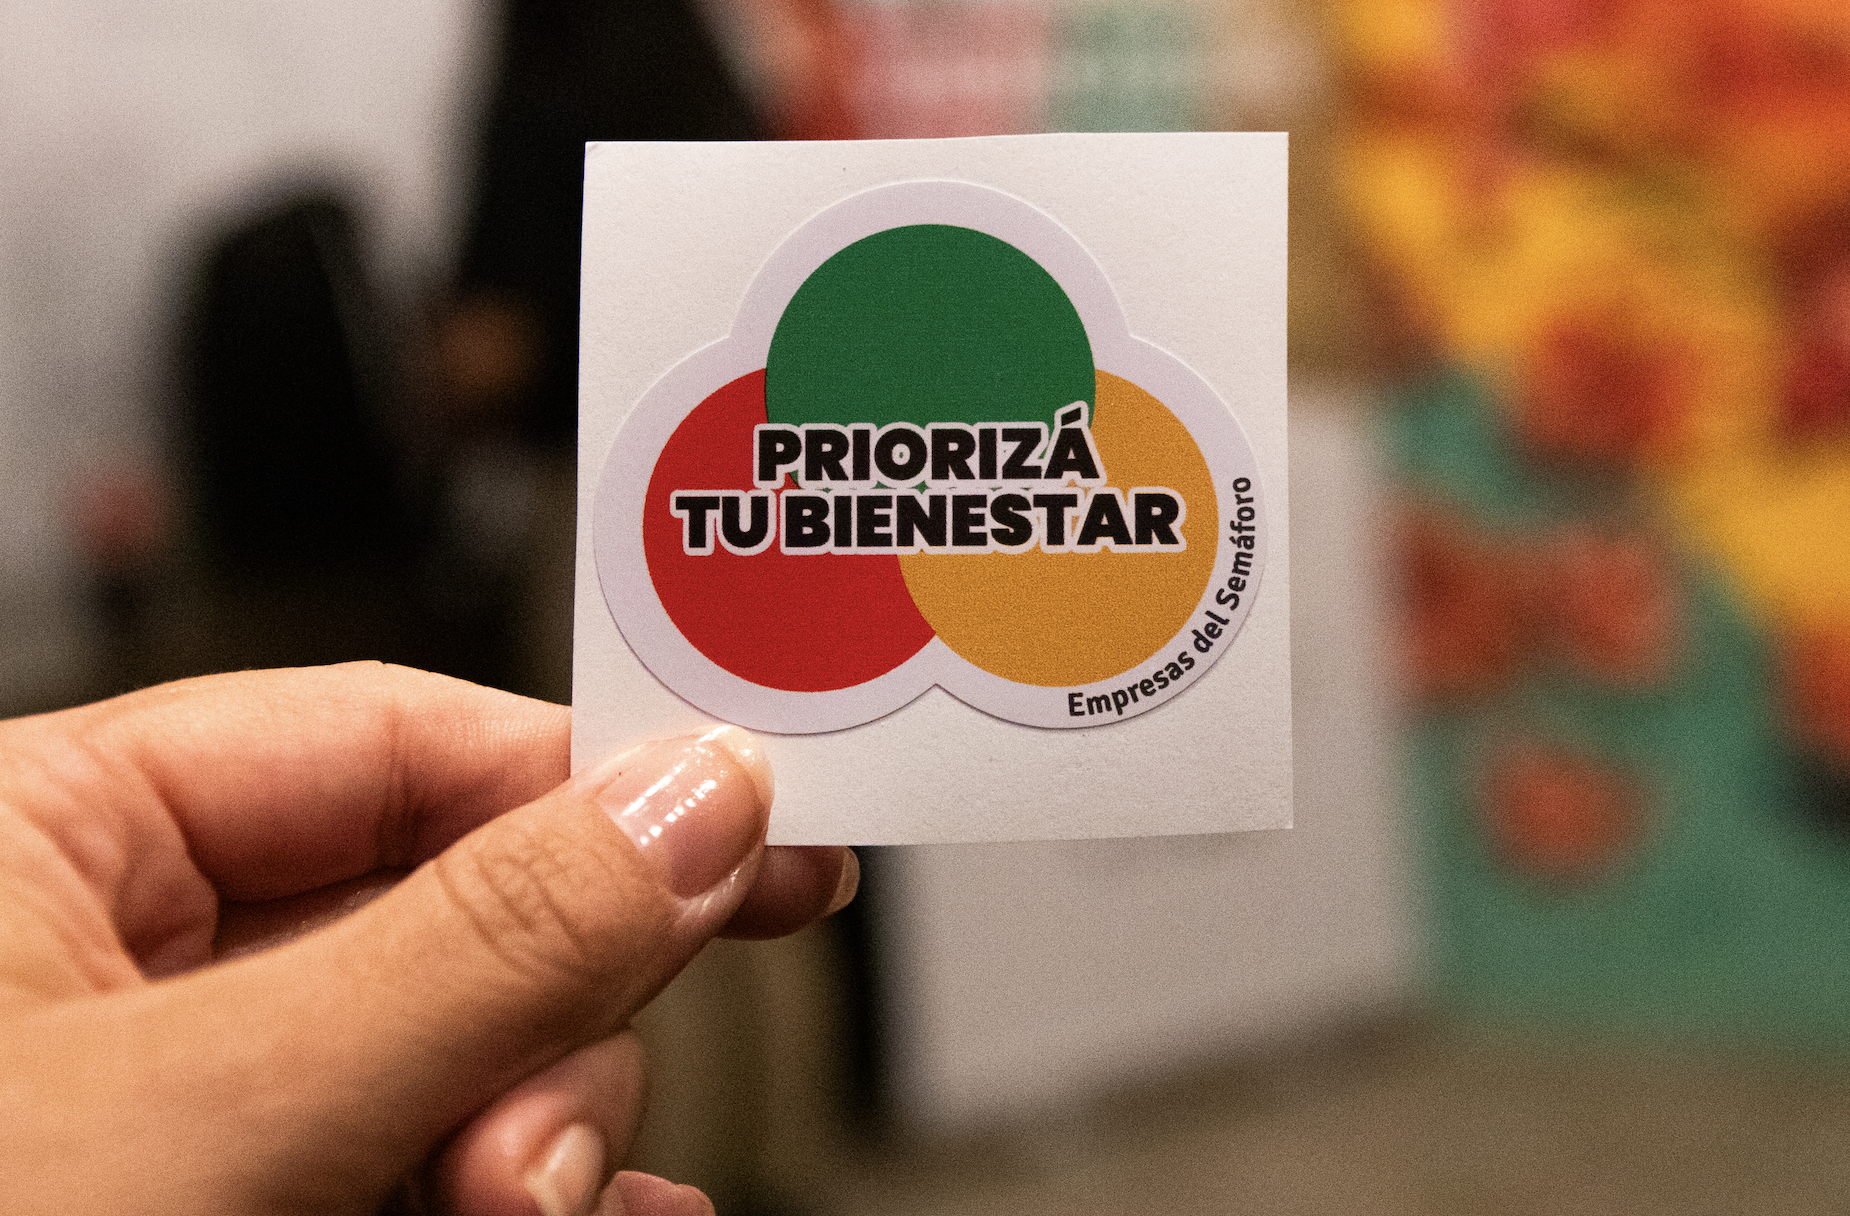 PRIORIZÁ
TU BIENESTAR
Empresas del Semáforo